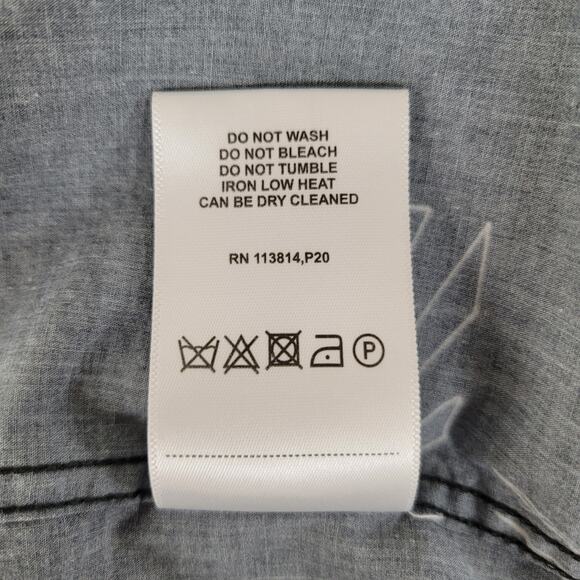 DO NOT WASH
DO NOT BLEACH
DO NOT TUMBLE
IRON LOW HEAT
CAN BE DRY CLEANED
RN 113814,P20
P